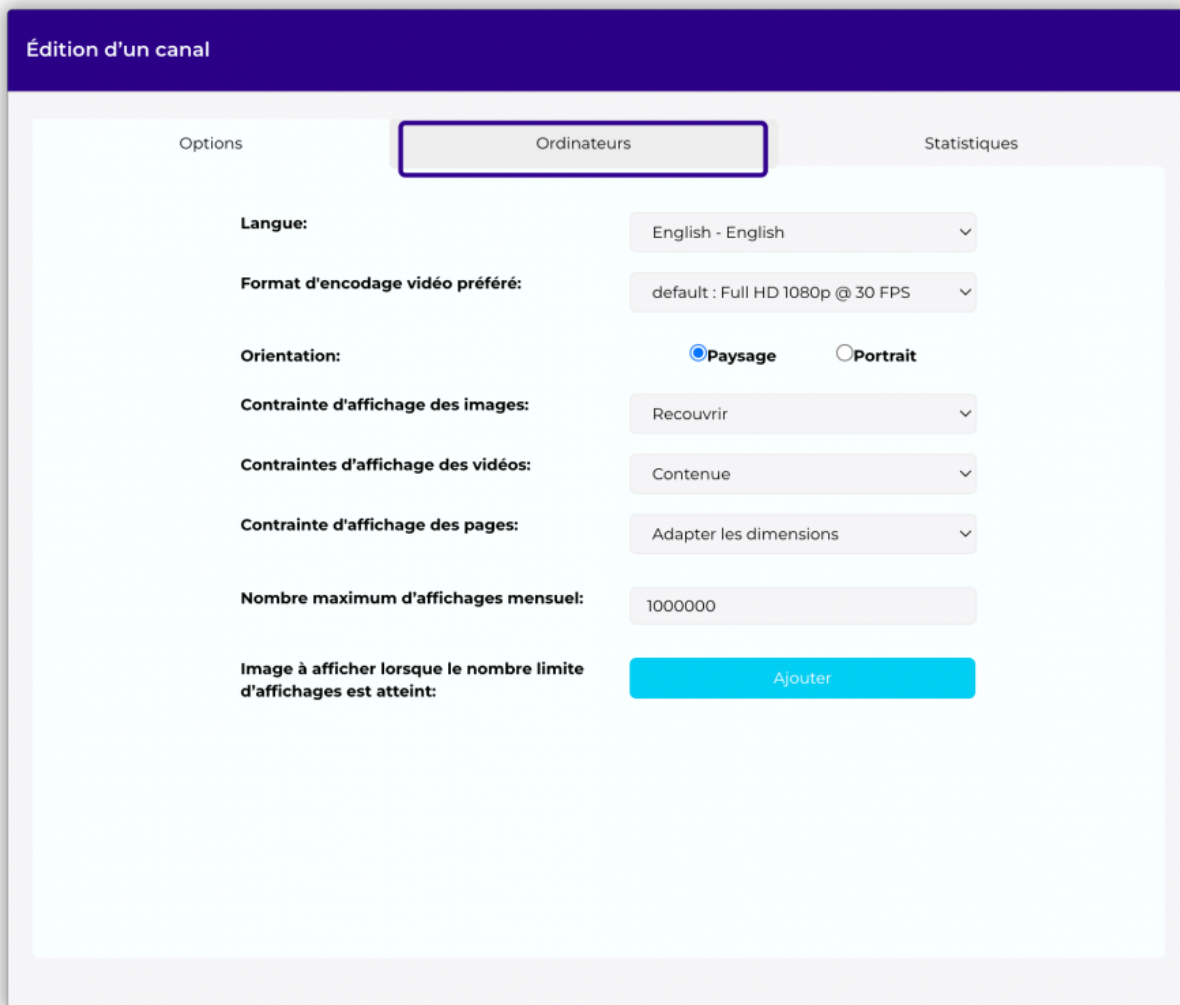 Édition d’un canal
Options
Ordinateurs
Statistiques
Langue:
English - English
Format d'encodage vidéo préféré:
default : Full HD 1080p @ 30 FPS
Orientation:
Paysage
Portrait
Contrainte d'affichage des images:
Recouvrir
Contraintes d’affichage des vidéos:
Contenue
Contrainte d'affichage des pages:
Adapter les dimensions
Nombre maximum d’affichages mensuel:
1000000
Image à afficher lorsque le nombre limite
d’affichages est atteint:
Ajouter